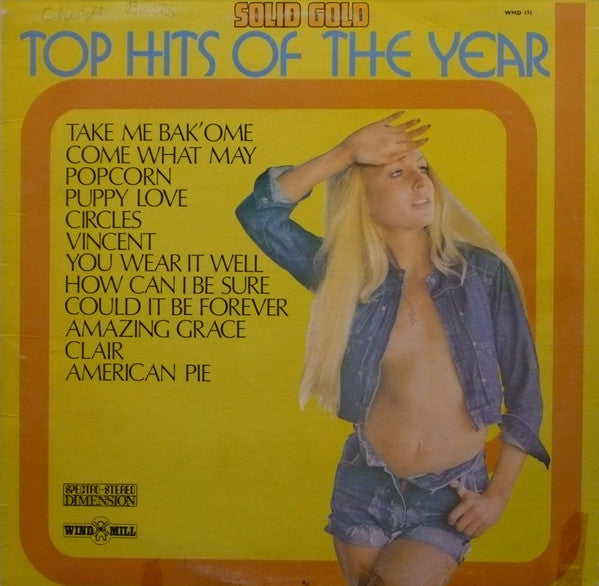 SOLID GOLD
WMD 171
TOP HITS OF THE YEAR
TAKE ME BAK'OME
COME WHAT MAY
POPCORN
PUPPY LOVE
CIRCLES
VINCENT
YOU WEAR IT WELL
HOW CAN I BE SURE
COULD IT BE FOREVER
AMAZING GRACE
CLAIR
AMERICAN PIE
SPECTRO-STEREO
DIMENSION
WIND MILL